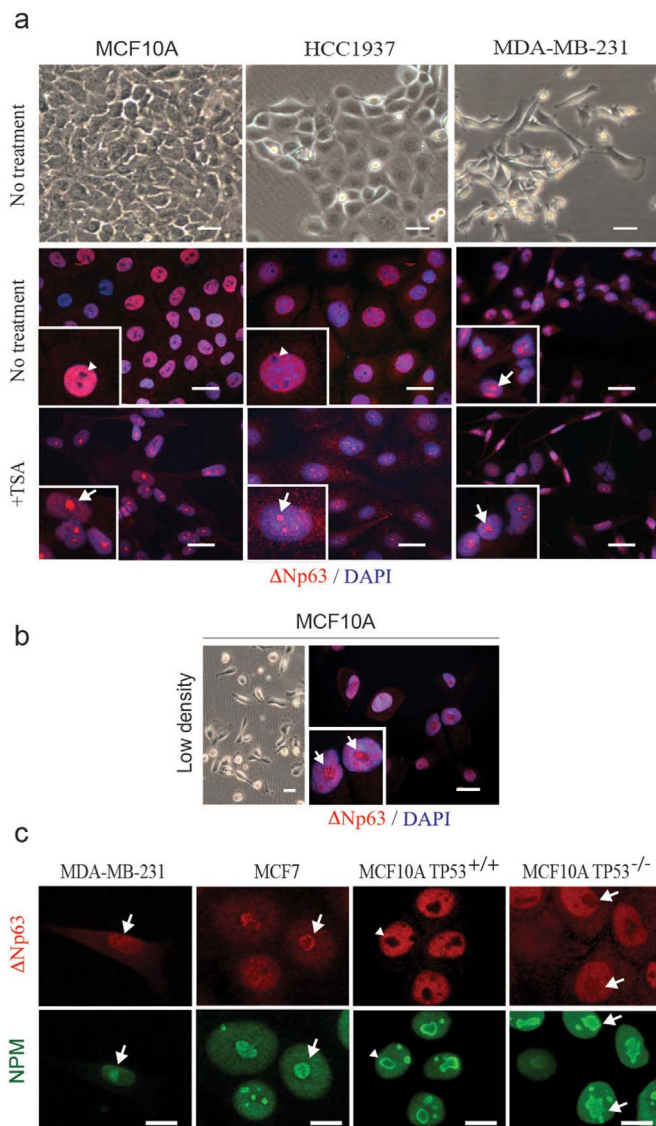 a
MCF10A HCC1937 MDA-MB-231
No treatment
No treatment
+TSA
ΔNp63 / DAPI
b
MCF10A
Low density
ΔNp63 / DAPI
c
MDA-MB-231 MCF7 MCF10A TP53+/+ MCF10A TP53-/-
ΔNp63
NPM